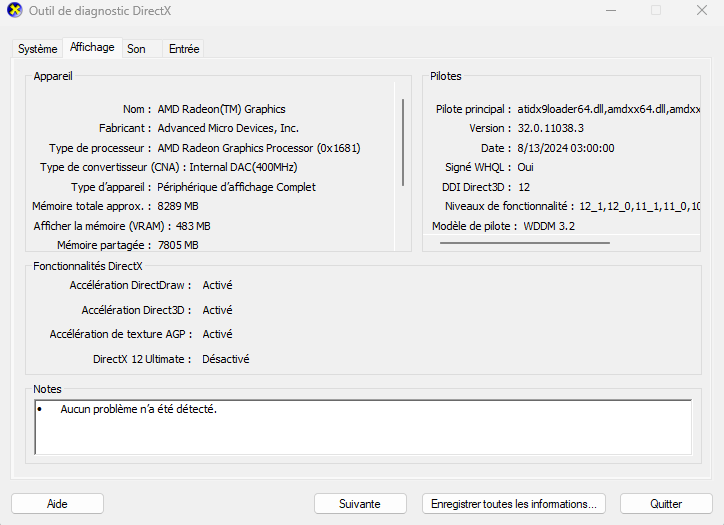 Outil de diagnostic DirectX
Système Affichage Son Entrée
Appareil
Nom : AMD Radeon(TM) Graphics
Fabricant : Advanced Micro Devices, Inc.
Type de processeur : AMD Radeon Graphics Processor (0x1681)
Type de convertisseur (CNA) : Internal DAC(400MHz)
Type d'appareil : Périphérique d'affichage Complet
Mémoire totale approx. : 8289 MB
Afficher la mémoire (VRAM) : 483 MB
Mémoire partagée : 7805 MB
Pilotes
Pilote principal : atidx9loader64.dll,amdxx64.dll,amdxx
Version : 32.0.11038.3
Date : 8/13/2024 03:00:00
Signé WHQL : Oui
DDI Direct3D : 12
Niveaux de fonctionnalité : 12_1,12_0,11_1,11_0,10
Modèle de pilote : WDDM 3.2
Fonctionnalités DirectX
Accélération DirectDraw : Activé
Accélération Direct3D : Activé
Accélération de texture AGP : Activé
DirectX 12 Ultimate : Désactivé
Notes
• Aucun problème n'a été détecté.
Aide Suivante Enregistrer toutes les informations... Quitter